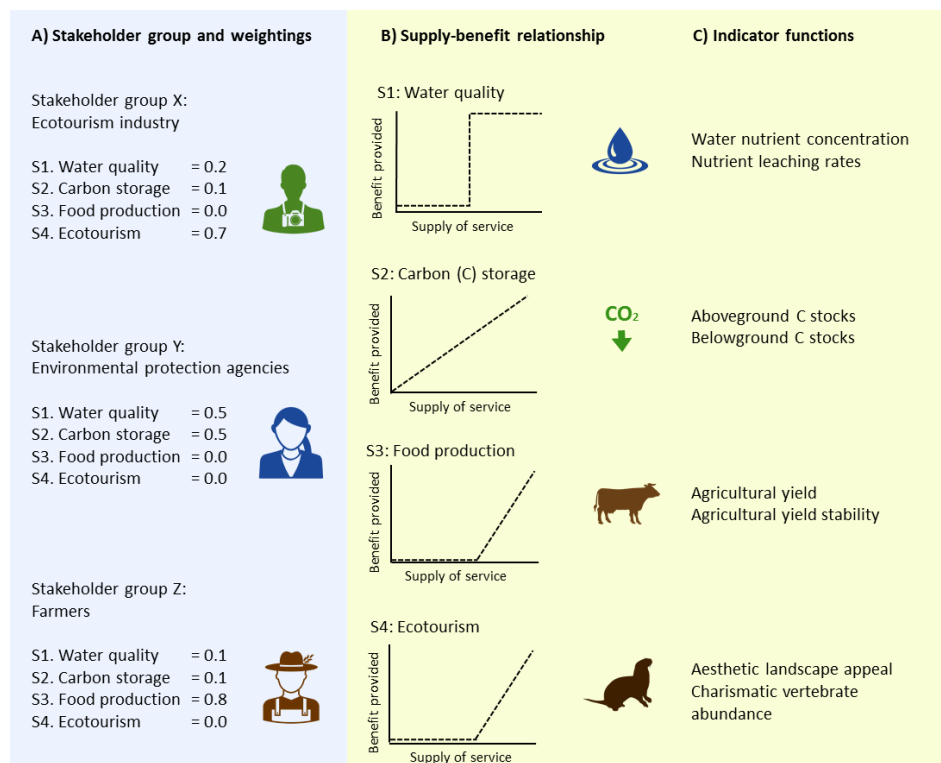 A) Stakeholder group and weightings
Stakeholder group X:
Ecotourism industry
S1. Water quality = 0.2
S2. Carbon storage = 0.1
S3. Food production = 0.0
S4. Ecotourism = 0.7
Stakeholder group Y:
Environmental protection agencies
S1. Water quality = 0.5
S2. Carbon storage = 0.5
S3. Food production = 0.0
S4. Ecotourism = 0.0
Stakeholder group Z:
Farmers
S1. Water quality = 0.1
S2. Carbon storage = 0.1
S3. Food production = 0.8
S4. Ecotourism = 0.0
B) Supply-benefit relationship
S1: Water quality
Benefit provided
Supply of service
S2: Carbon (C) storage
Benefit provided
Supply of service
S3: Food production
Benefit provided
Supply of service
S4: Ecotourism
Benefit provided
Supply of service
C) Indicator functions
Water nutrient concentration
Nutrient leaching rates
CO2
Aboveground C stocks
Belowground C stocks
Agricultural yield
Agricultural yield stability
Aesthetic landscape appeal
Charismatic vertebrate
abundance